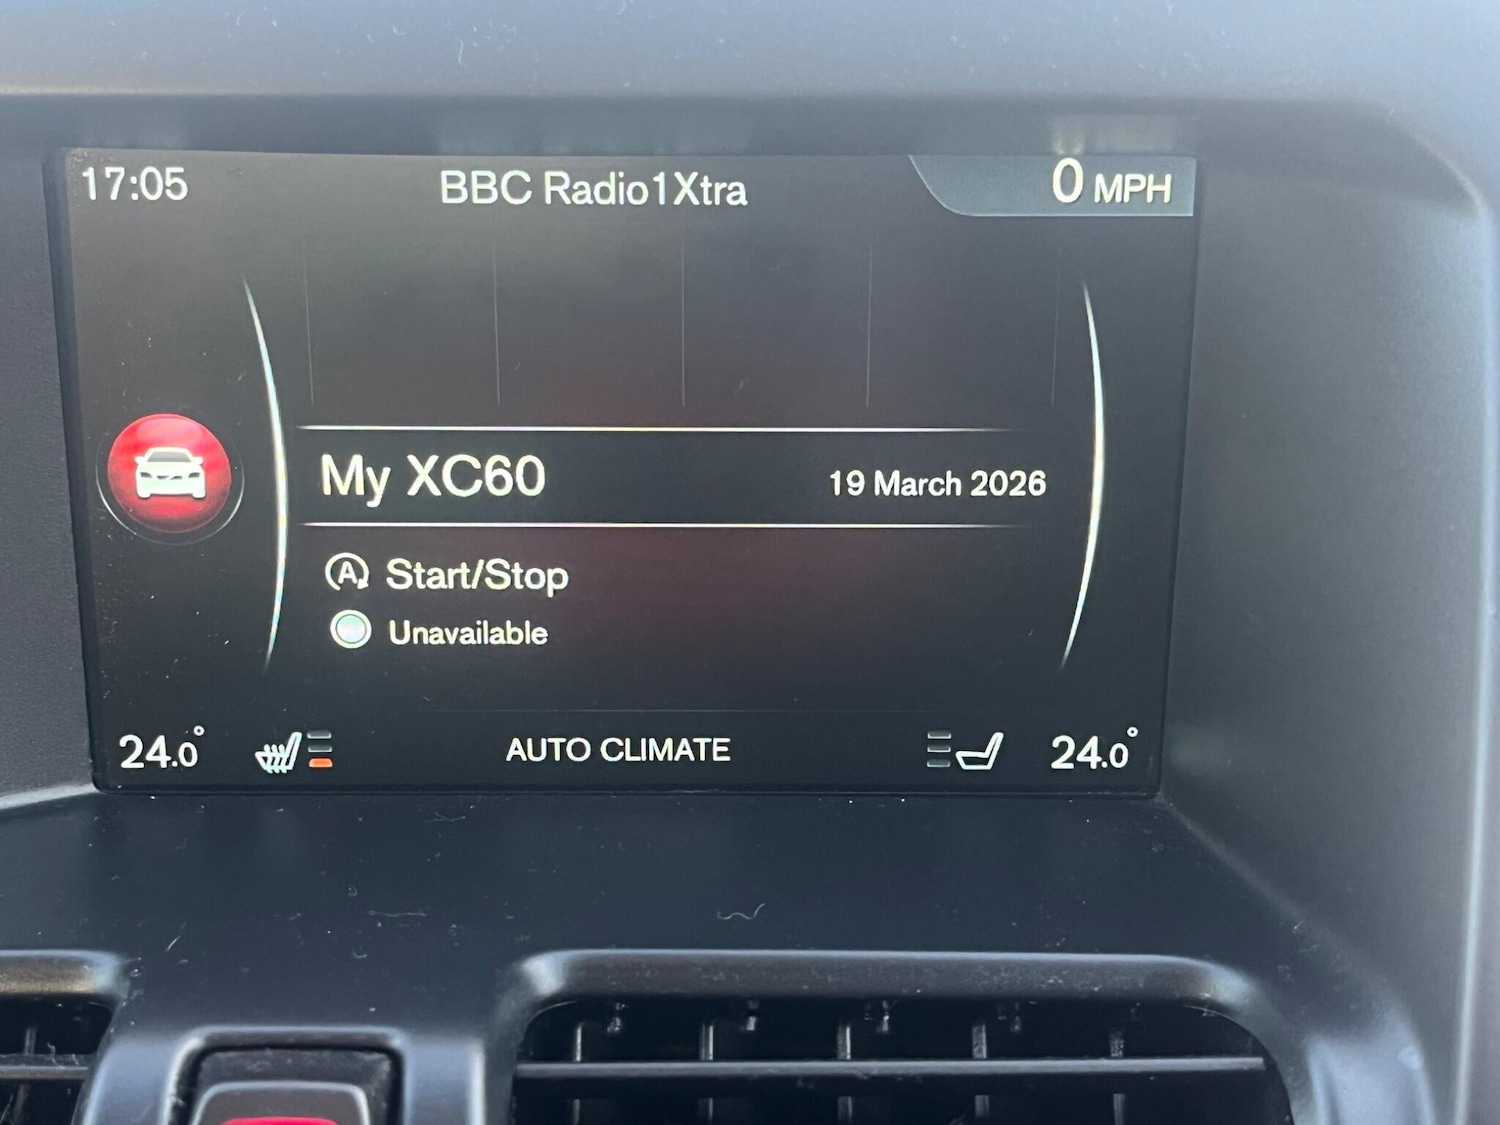 17:05
BBC Radio1Xtra
0 MPH
My XC60
19 March 2026
A Start/Stop
Unavailable
24.0°
AUTO CLIMATE
24.0°